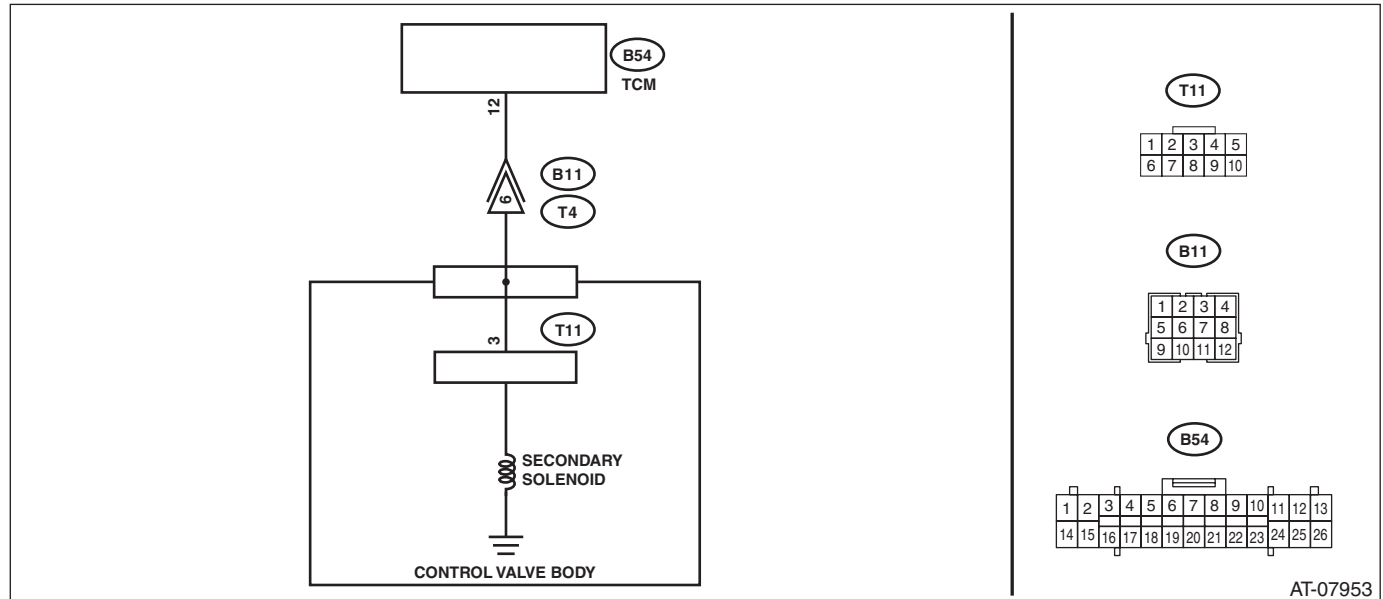 B54
TCM
12
B11
6
T4
T11
3
SECONDARY
SOLENOID
CONTROL VALVE BODY
T11
1 2 3 4 5
6 7 8 9 10
B11
1 2 3 4
5 6 7 8
9 10 11 12
B54
1 2 3 4 5 6 7 8 9 10 11 12 13
14 15 16 17 18 19 20 21 22 23 24 25 26
AT-07953